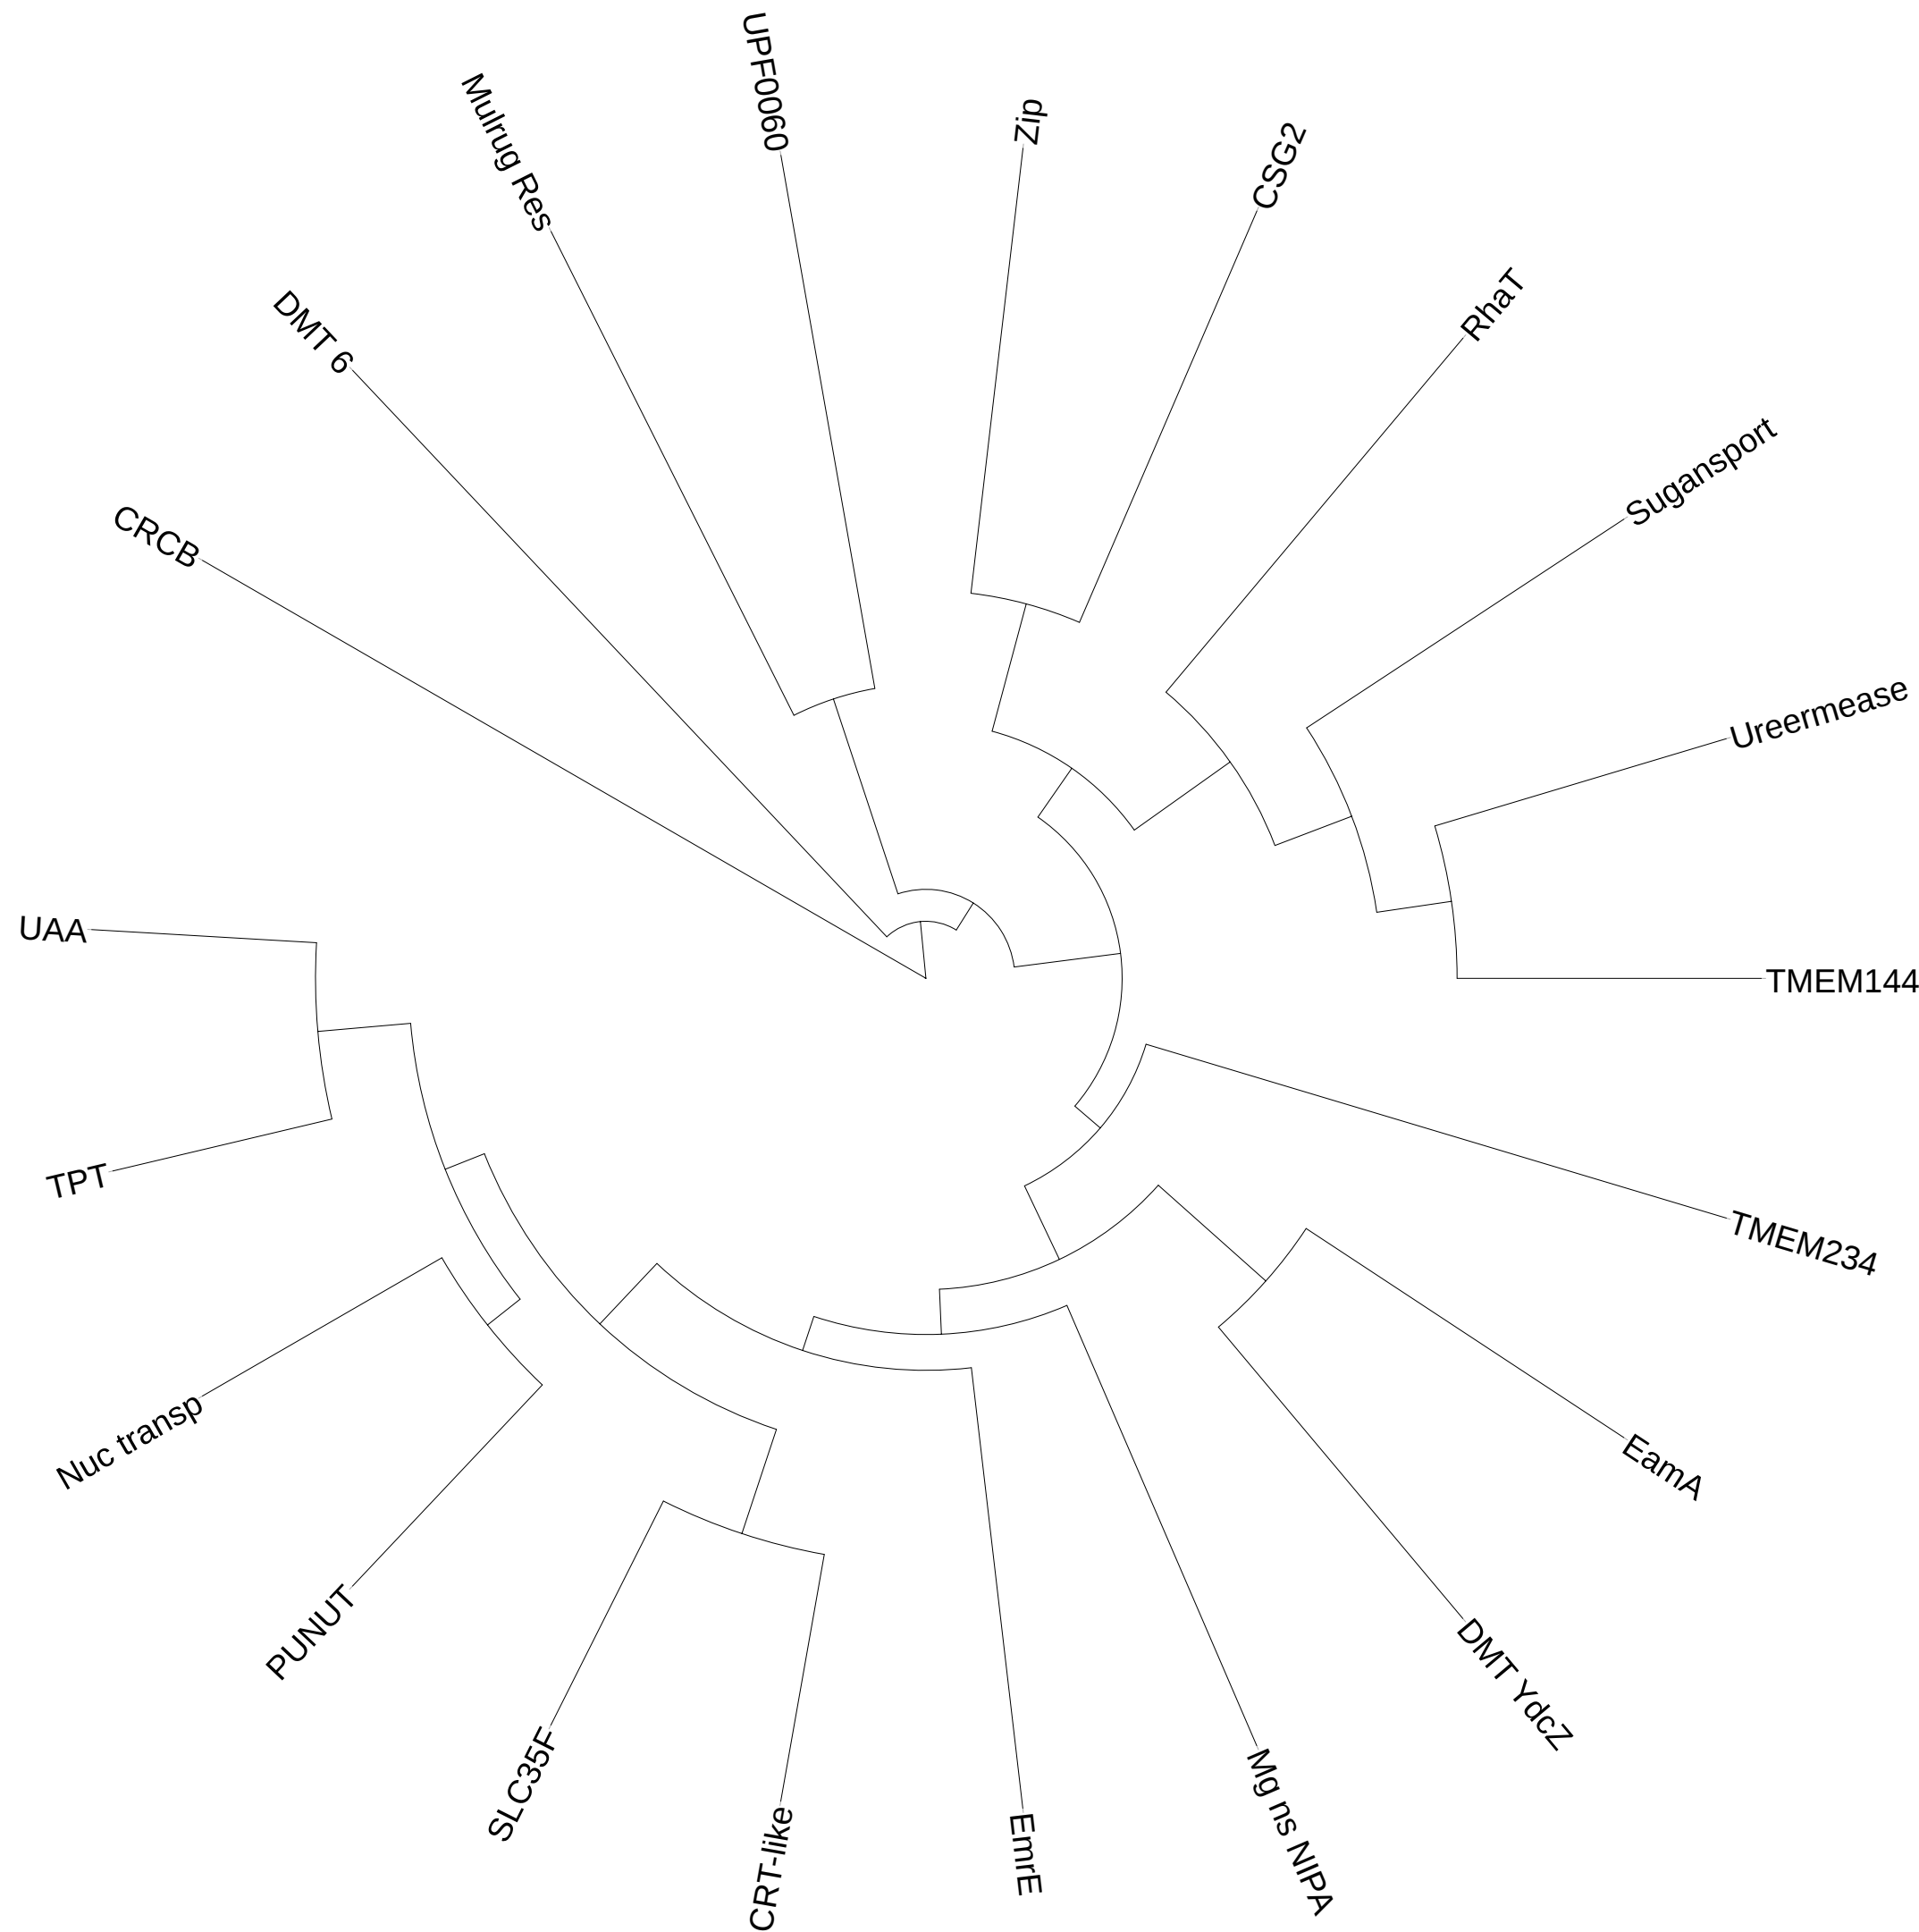 UPF0060
Mulrug Res
Zip
CSG2
RhaT
DMT 6
Sugansport
CRCB
Ureermease
UAA
TMEM144
TPT
TMEM234
Nuc transp
EamA
PUNUT
DMT YdcZ
SLC35F
CRT-like
EmrE
Mg ns NIPA